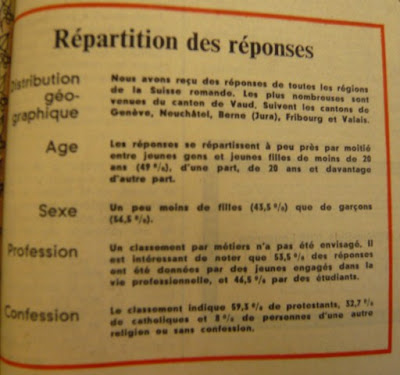 Répartition des réponses
Distribution
géo-
graphique
Nous avons reçu des réponses de toutes les régions
de la Suisse romande. Les plus nombreuses sont
venues du canton de Vaud. Suivent les cantons de
Genève, Neuchâtel, Berne (Jura), Fribourg et Valais.
Age
Les réponses se répartissent à peu près par moitié
entre jeunes gens et jeunes filles de moins de 20
ans (49 %), d'une part, de 20 ans et davantage
d'autre part.
Sexe
Un peu moins de filles (43,5 %) que de garçons
(56,5 %).
Profession
Un classement par métiers n'a pas été envisagé. Il
est intéressant de noter que 53,5 % des réponses
ont été données par des jeunes engagés dans la
vie professionnelle, et 46,5 % par des étudiants.
Confession
Le classement indique 59,3 % de protestants, 32,7 %
de catholiques et 8 % de personnes d'une autre
religion ou sans confession.